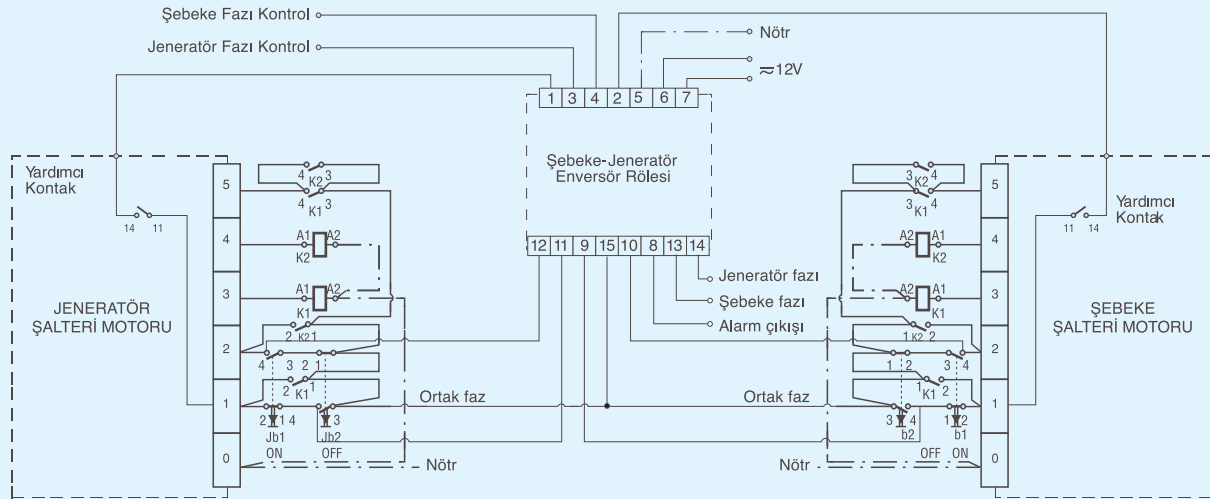 Şebeke Fazı Kontrol
Jeneratör Fazı Kontrol
Nötr
≂12V
1 3 4 2 5 6 7
Şebeke-Jeneratör
Enversör Rölesi
12 11 9 15 10 8 13 14
Jeneratör fazı
Şebeke fazı
Alarm çıkışı
Yardımcı
Kontak
14 11
JENERATÖR
ŞALTERİ MOTORU
5
4
3
2
1
0
4 3
K2
4 3
K1
A1 A2
K2
A1 A2
K1
2 K2 1
4 3 2 1
2 1
K1
2 1 4 3
Jb1 Jb2
ON OFF
Ortak faz
Nötr
Ortak faz
Nötr
3 4
K2
3 4
K1
A2 A1
K2
A2 A1
K1
K2 2
1
1 2 3 4
1 2
K1
3 4 1 2
b2 b1
OFF ON
5
4
3
2
1
0
Yardımcı
Kontak
11 14
ŞEBEKE
ŞALTERİ MOTORU